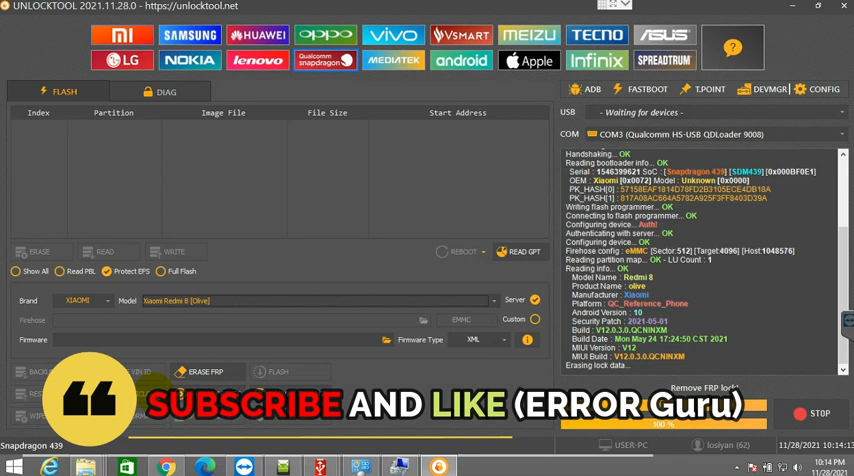 UNLOCKTOOL 2021.11.28.0 - https://unlocktool.net
mi SAMSUNG HUAWEI oppo vivo VSMART MEIZU TECNO ASUS
LG NOKIA lenovo Qualcomm snapdragon MEDIATEK android Apple Infinix SPREADTRUM ?
FLASH DIAG
ADB FASTBOOT T.POINT DEVMGR CONFIG
Index Partition Image File File Size Start Address
USB - Waiting for devices -
COM COM3 (Qualcomm HS-USB QDLoader 9008)
Handshaking... OK
Reading bootloader info... OK
Serial : 1546399621 SoC : [Snapdragon 439] [SDM439] [0x000BF0E1]
OEM : Xiaomi [0x0072] Model : Unknown [0x0000]
PK_HASH[0] : 57158EAF1814D78FD2B3105ECE4DB18A
PK_HASH[1] : 817A08AC664A5782A925F3FF8403D39A
Writing flash programmer... OK
Connecting to flash programmer... OK
Configuring device... Auth!
Authenticating with server... OK
Configuring device... OK
Firehose config : eMMC [Sector:512] [Target:4096] [Host:1048576]
Reading partition map... OK - LU Count : 1
Reading info... OK
Model Name : Redmi 8
Product Name : olive
Manufacturer : Xiaomi
Platform : QC_Reference_Phone
Android Version : 10
Security Patch : 2021-05-01
Build : V12.0.3.0.QCNINXM
Build Date : Mon May 24 17:24:50 CST 2021
MIUI Version : V12
MIUI Build : V12.0.3.0.QCNINXM
Erasing lock data...
ERASE READ WRITE REBOOT READ GPT
Show All Read PBL Protect EFS Full Flash
Brand XIAOMI Model Xiaomi Redmi 8 [Olive] Server
Firehose EMMC Custom
Firmware Firmware Type XML
ERASE FRP FLASH
Remove FRP lock!
100 %
STOP
SUBSCRIBE AND LIKE (ERROR Guru)
Snapdragon 439 USER-PC losiyan (62) 11/28/2021 10:14:13
10:14 PM
11/28/2021